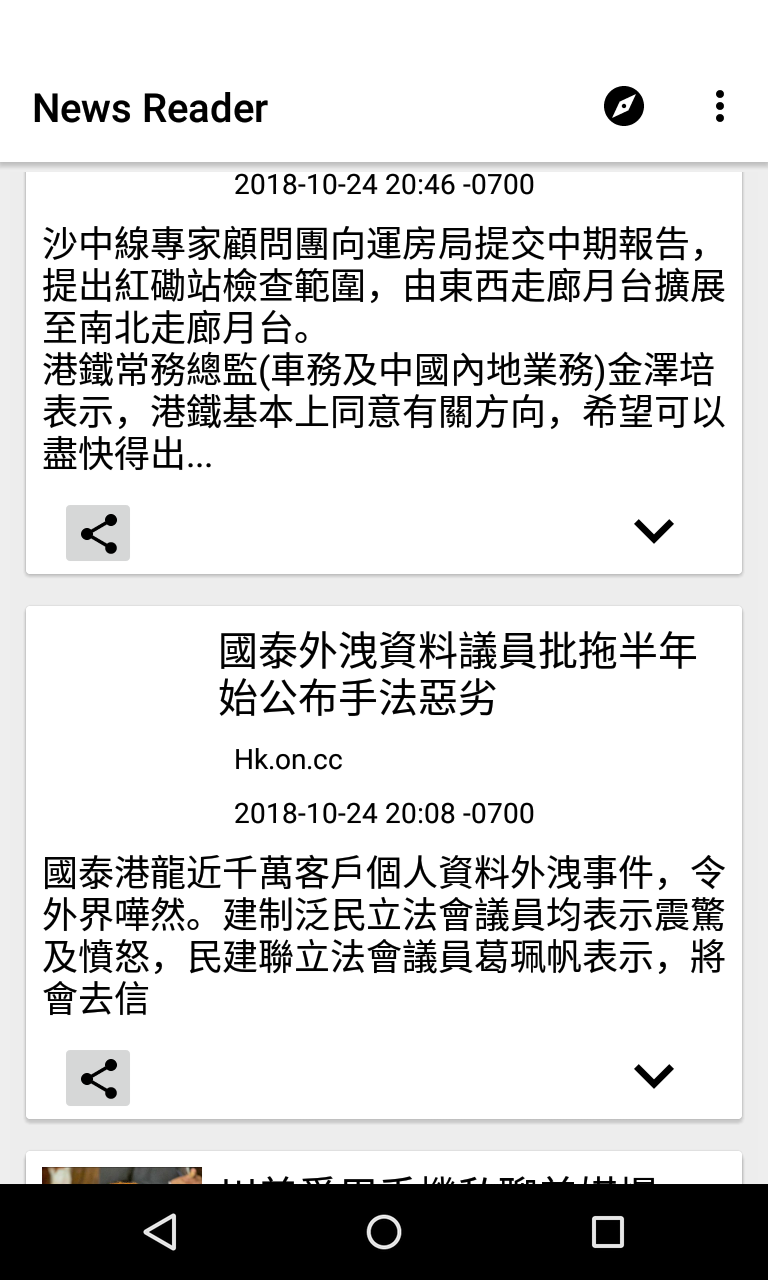 News Reader
2018-10-24 20:46 -0700
沙中線專家顧問團向運房局提交中期報告，
提出紅磡站檢查範圍，由東西走廊月台擴展
至南北走廊月台。
港鐵常務總監(車務及中國內地業務)金澤培
表示，港鐵基本上同意有關方向，希望可以
盡快得出...
國泰外洩資料議員批拖半年
始公布手法惡劣
Hk.on.cc
2018-10-24 20:08 -0700
國泰港龍近千萬客戶個人資料外洩事件，令
外界嘩然。建制泛民立法會議員均表示震驚
及憤怒，民建聯立法會議員葛珮帆表示，將
會去信